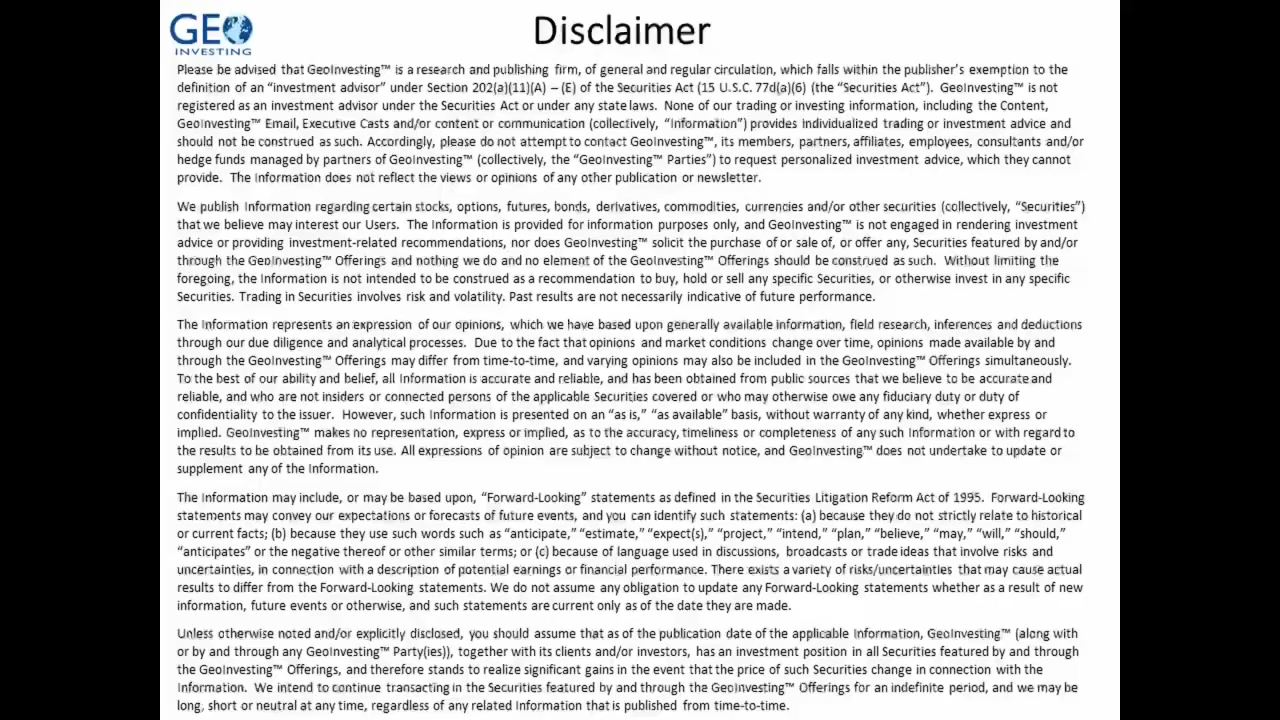 GEO
INVESTING
Disclaimer
Please be advised that GeoInvesting™ is a research and publishing firm, of general and regular circulation, which falls within the publisher's exemption to the
definition of an "investment advisor" under Section 202(a)(11)(A) – (E) of the Securities Act (15 U.S.C. 77d(a)(6) (the "Securities Act"). GeoInvesting™ is not
registered as an investment advisor under the Securities Act or under any state laws. None of our trading or investing information, including the Content,
GeoInvesting™ Email, Executive Casts and/or content or communication (collectively, "Information") provides individualized trading or investment advice and
should not be construed as such. Accordingly, please do not attempt to contact GeoInvesting™, its members, partners, affiliates, employees, consultants and/or
hedge funds managed by partners of GeoInvesting™ (collectively, the "GeoInvesting™ Parties") to request personalized investment advice, which they cannot
provide. The Information does not reflect the views or opinions of any other publication or newsletter.
We publish Information regarding certain stocks, options, futures, bonds, derivatives, commodities, currencies and/or other securities (collectively, "Securities")
that we believe may interest our Users. The Information is provided for information purposes only, and GeoInvesting™ is not engaged in rendering investment
advice or providing investment-related recommendations, nor does GeoInvesting™ solicit the purchase of or sale of, or offer any, Securities featured by and/or
through the GeoInvesting™ Offerings and nothing we do and no element of the GeoInvesting™ Offerings should be construed as such. Without limiting the
foregoing, the Information is not intended to be construed as a recommendation to buy, hold or sell any specific Securities, or otherwise invest in any specific
Securities. Trading in Securities involves risk and volatility. Past results are not necessarily indicative of future performance.
The Information represents an expression of our opinions, which we have based upon generally available information, field research, inferences and deductions
through our due diligence and analytical processes. Due to the fact that opinions and market conditions change over time, opinions made available by and
through the GeoInvesting™ Offerings may differ from time-to-time, and varying opinions may also be included in the GeoInvesting™ Offerings simultaneously.
To the best of our ability and belief, all Information is accurate and reliable, and has been obtained from public sources that we believe to be accurate and
reliable, and who are not insiders or connected persons of the applicable Securities covered or who may otherwise owe any fiduciary duty or duty of
confidentiality to the issuer. However, such Information is presented on an "as is," "as available" basis, without warranty of any kind, whether express or
implied. GeoInvesting™ makes no representation, express or implied, as to the accuracy, timeliness or completeness of any such Information or with regard to
the results to be obtained from its use. All expressions of opinion are subject to change without notice, and GeoInvesting™ does not undertake to update or
supplement any of the Information.
The Information may include, or may be based upon, "Forward-Looking" statements as defined in the Securities Litigation Reform Act of 1995. Forward-Looking
statements may convey our expectations or forecasts of future events, and you can identify such statements: (a) because they do not strictly relate to historical
or current facts; (b) because they use such words such as "anticipate," "estimate," "expect(s)," "project," "intend," "plan," "believe," "may," "will," "should,"
"anticipates" or the negative thereof or other similar terms; or (c) because of language used in discussions, broadcasts or trade ideas that involve risks and
uncertainties, in connection with a description of potential earnings or financial performance. There exists a variety of risks/uncertainties that may cause actual
results to differ from the Forward-Looking statements. We do not assume any obligation to update any Forward-Looking statements whether as a result of new
information, future events or otherwise, and such statements are current only as of the date they are made.
Unless otherwise noted and/or explicitly disclosed, you should assume that as of the publication date of the applicable Information, GeoInvesting™ (along with
or by and through any GeoInvesting™ Party(ies)), together with its clients and/or investors, has an investment position in all Securities featured by and through
the GeoInvesting™ Offerings, and therefore stands to realize significant gains in the event that the price of such Securities change in connection with the
Information. We intend to continue transacting in the Securities featured by and through the GeoInvesting™ Offerings for an indefinite period, and we may be
long, short or neutral at any time, regardless of any related Information that is published from time-to-time.